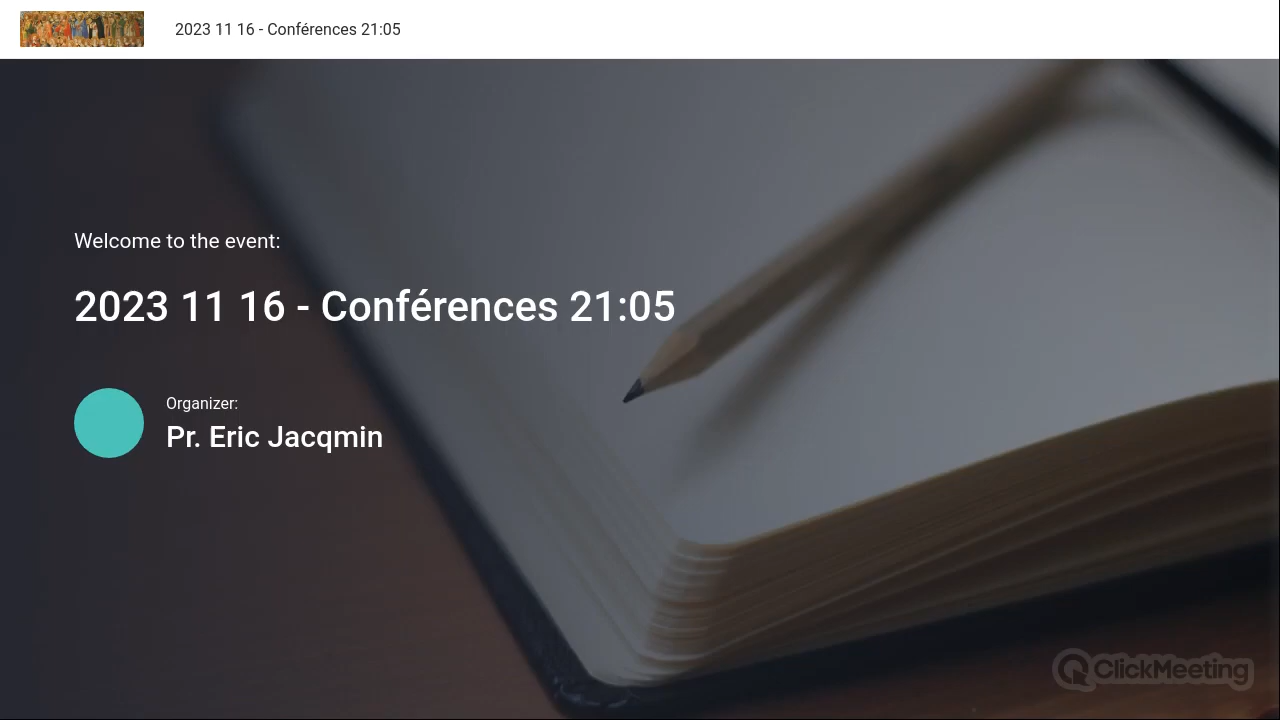 2023 11 16 - Conférences 21:05
Welcome to the event:
2023 11 16 - Conférences 21:05
Organizer:
Pr. Eric Jacqmin
ClickMeeting